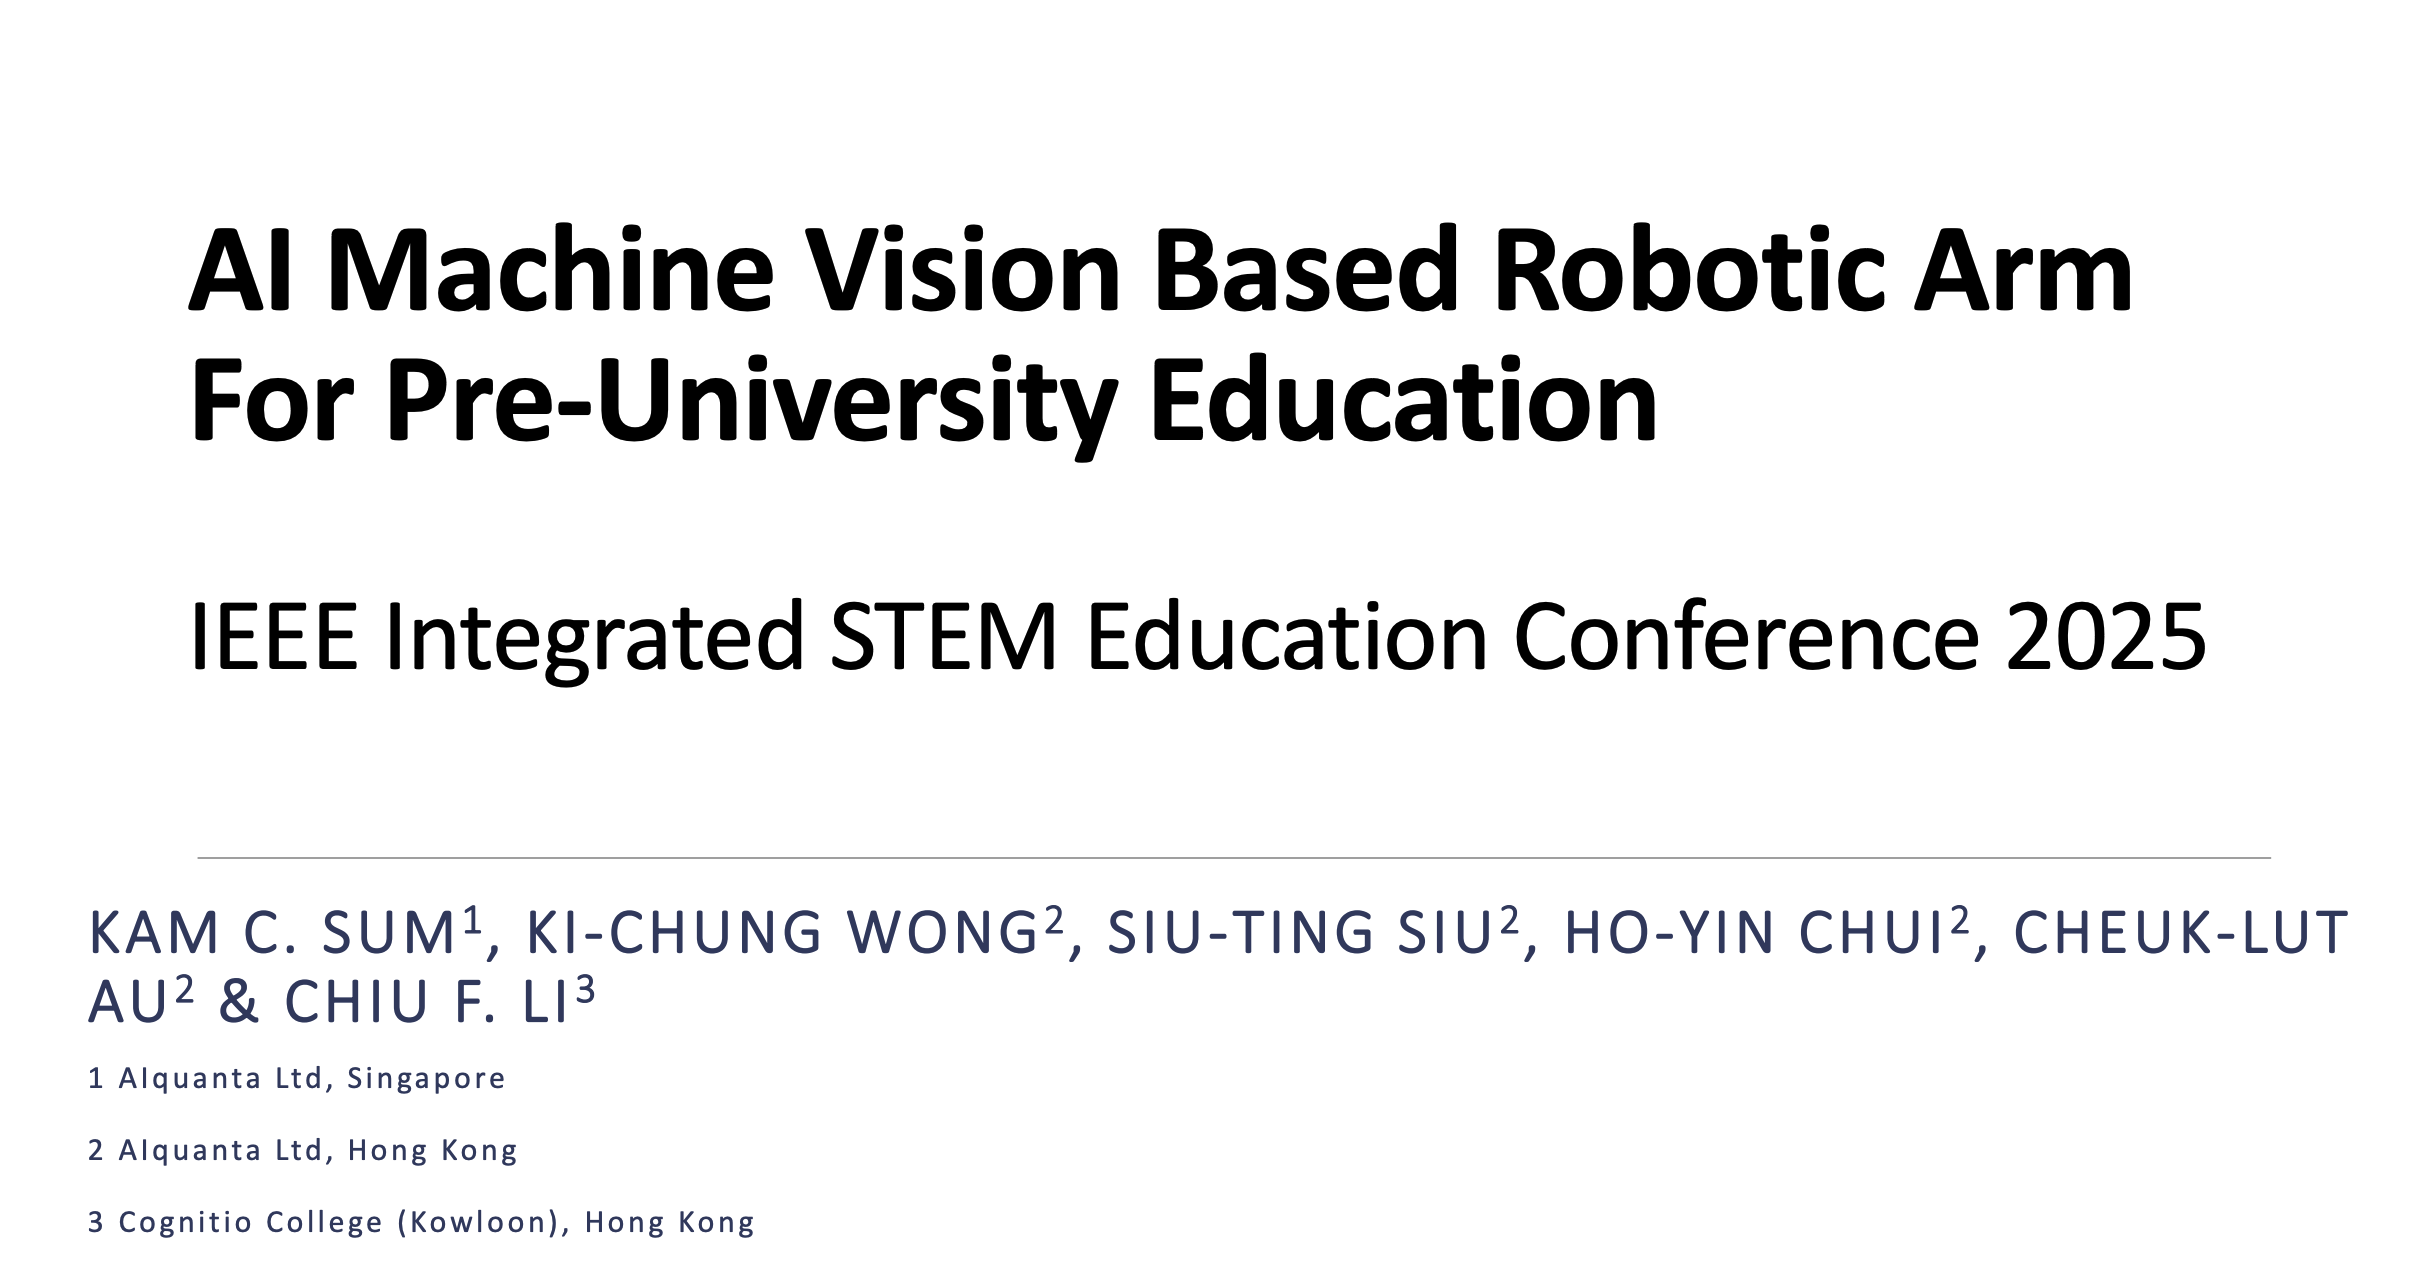 AI Machine Vision Based Robotic Arm
For Pre-University Education
IEEE Integrated STEM Education Conference 2025
KAM C. SUM¹, KI-CHUNG WONG², SIU-TING SIU², HO-YIN CHUI², CHEUK-LUT
AU² & CHIU F. LI³
1 AIquanta Ltd, Singapore
2 AIquanta Ltd, Hong Kong
3 Cognitio College (Kowloon), Hong Kong